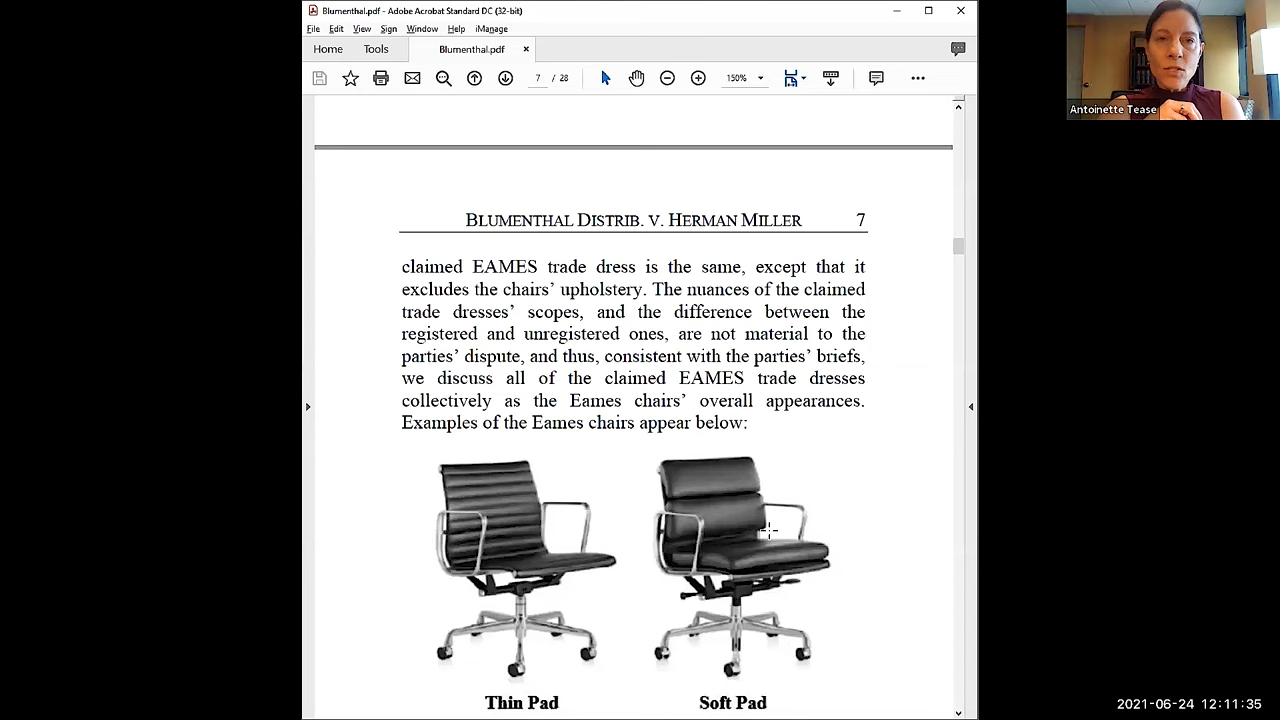 Blumenthal.pdf - Adobe Acrobat Standard DC (32-bit)
File Edit View Sign Window Help iManage
Home Tools Blumenthal.pdf
7 / 28 150%
Antoinette Tease
BLUMENTHAL DISTRIB. V. HERMAN MILLER 7
claimed EAMES trade dress is the same, except that it
excludes the chairs’ upholstery. The nuances of the claimed
trade dresses’ scopes, and the difference between the
registered and unregistered ones, are not material to the
parties’ dispute, and thus, consistent with the parties’ briefs,
we discuss all of the claimed EAMES trade dresses
collectively as the Eames chairs’ overall appearances.
Examples of the Eames chairs appear below:
Thin Pad Soft Pad
2021-06-24 12:11:35